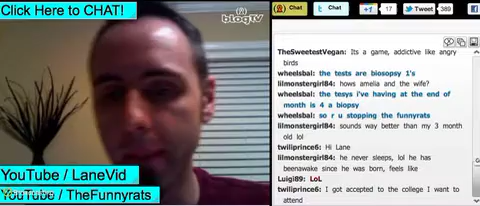 Click Here to CHAT!
blogTV
YouTube / LaneVid
YouTube / TheFunnyrats
Chat
Chat
+1
17
Tweet
389
TheSweetestVegan: Its a game, addictive like angry
birds
wheelsbal: the tests are biosopsy 1's
lilmonstergirl84: hows amelia and the wife?
wheelsbal: the tesys i've having at the end of
month is 4 a biopsy
wheelsbal: so r u stopping the funnyrats
lilmonstergirl84: sounds way better than my 3 month
old lol
twiliprince6: Hi Lane
lilmonstergirl84: he never sleeps, lol he has
beenawake since he was born, feels like
Luigi89: LoL
twiliprince6: I got accepted to the college I want to
attend